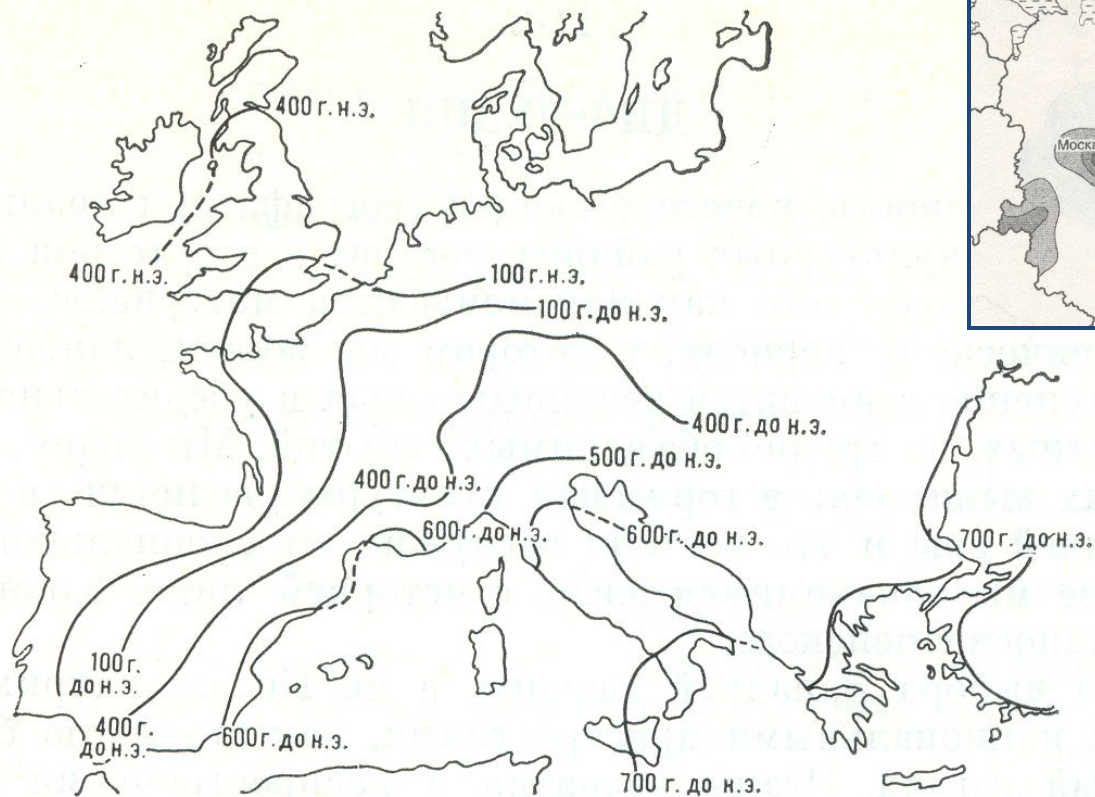 400 г. н.э.
400 г. н.э.
100 г. н.э.
100 г. до н.э.
400 г. до н.э.
500 г. до н.э.
400 г. до н.э.
600 г. до н.э.
600 г. до н.э.
700 г. до н.э.
100 г.
до н.э.
400 г.
до н.э.
600 г. до н.э.
700 г. до н.э.
Моск